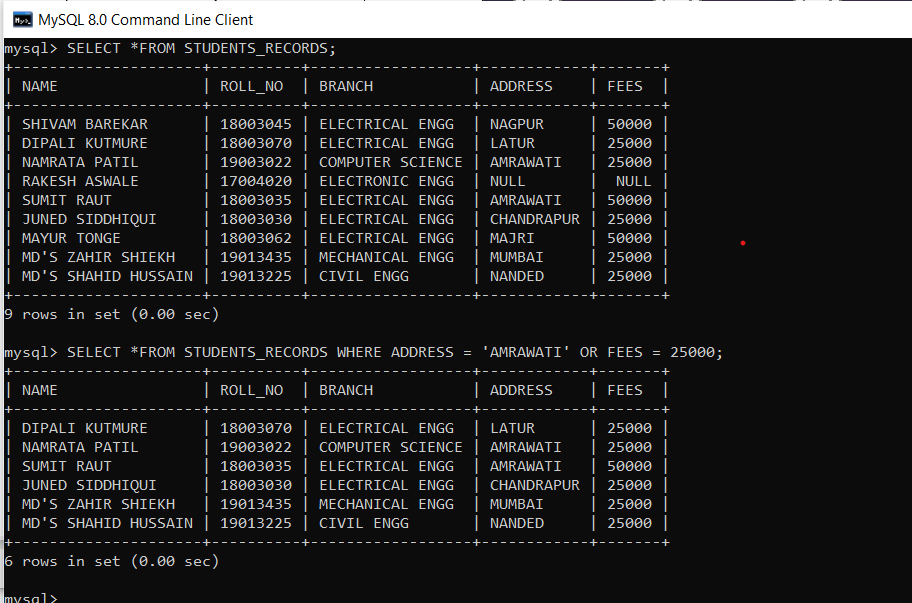 MySQL 8.0 Command Line Client
mysql> SELECT *FROM STUDENTS_RECORDS;
+---------------------+----------+------------------+------------+-------+
| NAME                | ROLL_NO  | BRANCH           | ADDRESS    | FEES  |
+---------------------+----------+------------------+------------+-------+
| SHIVAM BAREKAR      | 18003045 | ELECTRICAL ENGG  | NAGPUR     | 50000 |
| DIPALI KUTMURE      | 18003070 | ELECTRICAL ENGG  | LATUR      | 25000 |
| NAMRATA PATIL       | 19003022 | COMPUTER SCIENCE | AMRAWATI   | 25000 |
| RAKESH ASWALE       | 17004020 | ELECTRONIC ENGG  | NULL       |  NULL |
| SUMIT RAUT          | 18003035 | ELECTRICAL ENGG  | AMRAWATI   | 50000 |
| JUNED SIDDHIQUI     | 18003030 | ELECTRICAL ENGG  | CHANDRAPUR | 25000 |
| MAYUR TONGE         | 18003062 | ELECTRICAL ENGG  | MAJRI      | 50000 |
| MD'S ZAHIR SHIEKH   | 19013435 | MECHANICAL ENGG  | MUMBAI     | 25000 |
| MD'S SHAHID HUSSAIN | 19013225 | CIVIL ENGG       | NANDED     | 25000 |
+---------------------+----------+------------------+------------+-------+
9 rows in set (0.00 sec)
mysql> SELECT *FROM STUDENTS_RECORDS WHERE ADDRESS = 'AMRAWATI' OR FEES = 25000;
+---------------------+----------+------------------+------------+-------+
| NAME                | ROLL_NO  | BRANCH           | ADDRESS    | FEES  |
+---------------------+----------+------------------+------------+-------+
| DIPALI KUTMURE      | 18003070 | ELECTRICAL ENGG  | LATUR      | 25000 |
| NAMRATA PATIL       | 19003022 | COMPUTER SCIENCE | AMRAWATI   | 25000 |
| SUMIT RAUT          | 18003035 | ELECTRICAL ENGG  | AMRAWATI   | 50000 |
| JUNED SIDDHIQUI     | 18003030 | ELECTRICAL ENGG  | CHANDRAPUR | 25000 |
| MD'S ZAHIR SHIEKH   | 19013435 | MECHANICAL ENGG  | MUMBAI     | 25000 |
| MD'S SHAHID HUSSAIN | 19013225 | CIVIL ENGG       | NANDED     | 25000 |
+---------------------+----------+------------------+------------+-------+
6 rows in set (0.00 sec)
mysql>